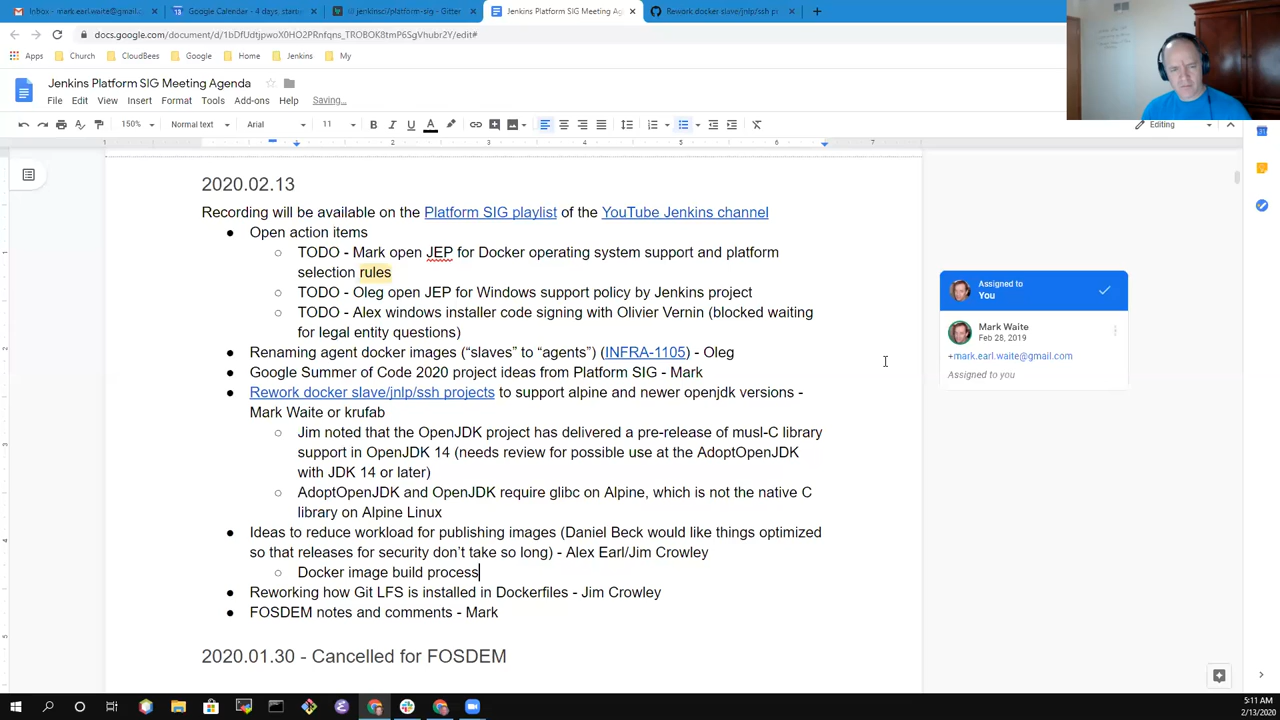 Inbox - mark.earl.waite@gmail.
Google Calendar - 4 days, startin
jenkinsci/platform-sig - Gitter
Jenkins Platform SIG Meeting Agen
Rework docker slave/jnlp/ssh pr
docs.google.com/document/d/1bDfUdtjpwoX0HO2PRnfqns_TROBOK8tmP6SgVhubr2Y/edit#
Apps Church CloudBees Google Home Jenkins My
Jenkins Platform SIG Meeting Agenda
File Edit View Insert Format Tools Add-ons Help Saving...
150% Normal text Arial 11 Editing
1 1 2 3 4 5 6 7
2020.02.13
Recording will be available on the Platform SIG playlist of the YouTube Jenkins channel
● Open action items
○ TODO - Mark open JEP for Docker operating system support and platform
selection rules
○ TODO - Oleg open JEP for Windows support policy by Jenkins project
○ TODO - Alex windows installer code signing with Olivier Vernin (blocked waiting
for legal entity questions)
● Renaming agent docker images (“slaves” to “agents”) (INFRA-1105) - Oleg
● Google Summer of Code 2020 project ideas from Platform SIG - Mark
● Rework docker slave/jnlp/ssh projects to support alpine and newer openjdk versions -
Mark Waite or krufab
○ Jim noted that the OpenJDK project has delivered a pre-release of musl-C library
support in OpenJDK 14 (needs review for possible use at the AdoptOpenJDK
with JDK 14 or later)
○ AdoptOpenJDK and OpenJDK require glibc on Alpine, which is not the native C
library on Alpine Linux
● Ideas to reduce workload for publishing images (Daniel Beck would like things optimized
so that releases for security don’t take so long) - Alex Earl/Jim Crowley
○ Docker image build process
● Reworking how Git LFS is installed in Dockerfiles - Jim Crowley
● FOSDEM notes and comments - Mark
2020.01.30 - Cancelled for FOSDEM
Assigned to
You
Mark Waite
Feb 28, 2019
+mark.earl.waite@gmail.com
Assigned to you
5:11 AM
2/13/2020